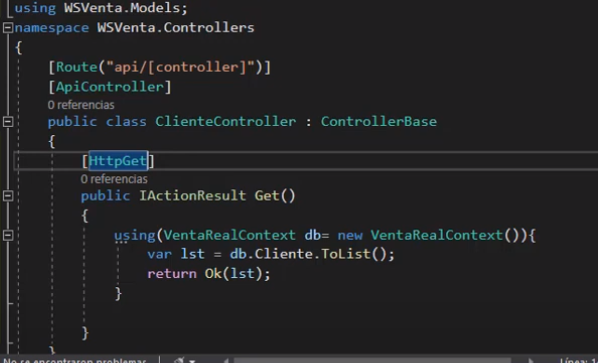 using WSVenta.Models;
namespace WSVenta.Controllers
{
[Route("api/[controller]")]
[ApiController]
0 referencias
public class ClienteController : ControllerBase
{
[HttpGet]
0 referencias
public IActionResult Get()
{
using(VentaRealContext db= new VentaRealContext()){
var lst = db.Cliente.ToList();
return Ok(lst);
}
}
}
No se encontraron problemas
Línea: 1